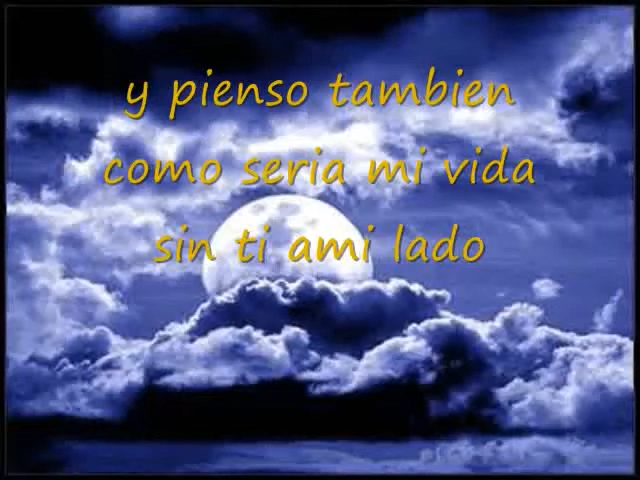 y pienso tambien
como seria mi vida
sin ti ami lado